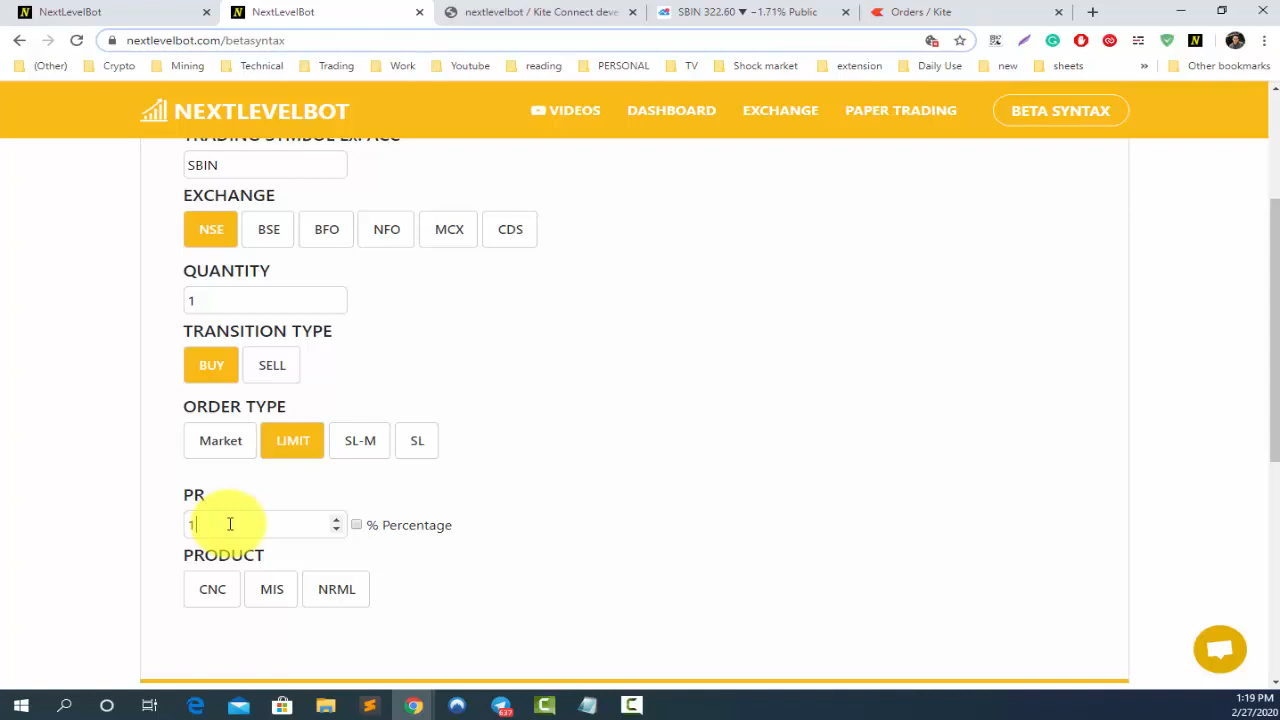 NextLevelBot
NextLevelBot
nextlevelbot / Kite Connect deve
SBIN 322.60 ▼ −1.71% Public
Orders / Kite
nextlevelbot.com/betasyntax
(Other)
Crypto
Mining
Technical
Trading
Work
Youtube
reading
PERSONAL
TV
Shock market
extension
Daily Use
new
sheets
Other bookmarks
NEXTLEVELBOT
VIDEOS
DASHBOARD
EXCHANGE
PAPER TRADING
BETA SYNTAX
TRADING SYMBOL
SBIN
EXCHANGE
NSE
BSE
BFO
NFO
MCX
CDS
QUANTITY
1
TRANSITION TYPE
BUY
SELL
ORDER TYPE
Market
LIMIT
SL-M
SL
PR
1
% Percentage
PRODUCT
CNC
MIS
NRML
637
1:19 PM
2/27/2020